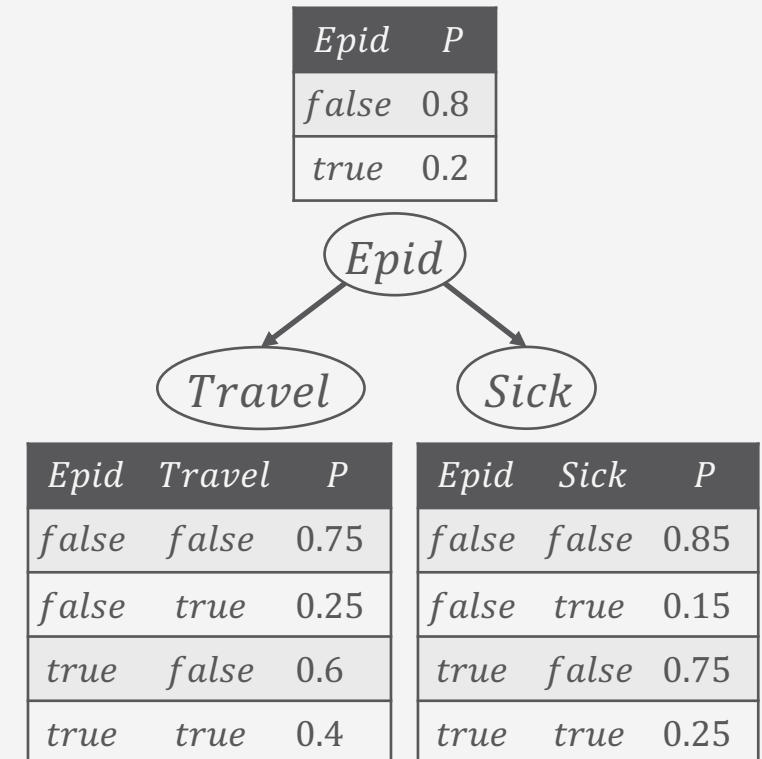 Epid P
false 0.8
true 0.2
Epid
Travel Sick
Epid Travel P
false false 0.75
false true 0.25
true false 0.6
true true 0.4
Epid Sick P
false false 0.85
false true 0.15
true false 0.75
true true 0.25